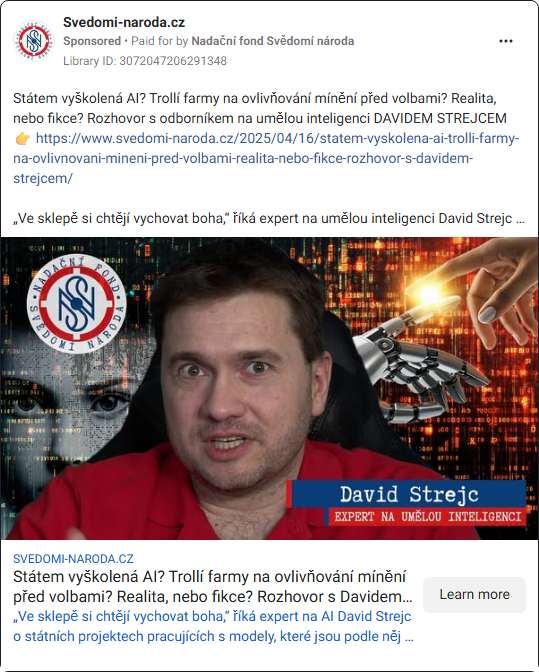 Svedomi-naroda.cz
Sponsored • Paid for by Nadační fond Svědomí národa
Library ID: 3072047206291348
Státem vyškolená AI? Trollí farmy na ovlivňování mínění před volbami? Realita,
nebo fikce? Rozhovor s odborníkem na umělou inteligenci DAVIDEM STREJCEM
👉 https://www.svedomi-naroda.cz/2025/04/16/statem-vyskolena-ai-trolli-farmy-
na-ovlivnovani-mineni-pred-volbami-realita-nebo-fikce-rozhovor-s-davidem-
strejcem/
„Ve sklepě si chtějí vychovat boha,“ říká expert na umělou inteligenci David Strejc ...
NADAČNÍ FOND
SVĚDOMÍ NÁRODA
David Strejc
EXPERT NA UMĚLOU INTELIGENCI
SVEDOMI-NARODA.CZ
Státem vyškolená AI? Trollí farmy na ovlivňování mínění
před volbami? Realita, nebo fikce? Rozhovor s Davidem...
„Ve sklepě si chtějí vychovat boha,“ říká expert na AI David Strejc
o státních projektech pracujících s modely, které jsou podle něj ...
Learn more